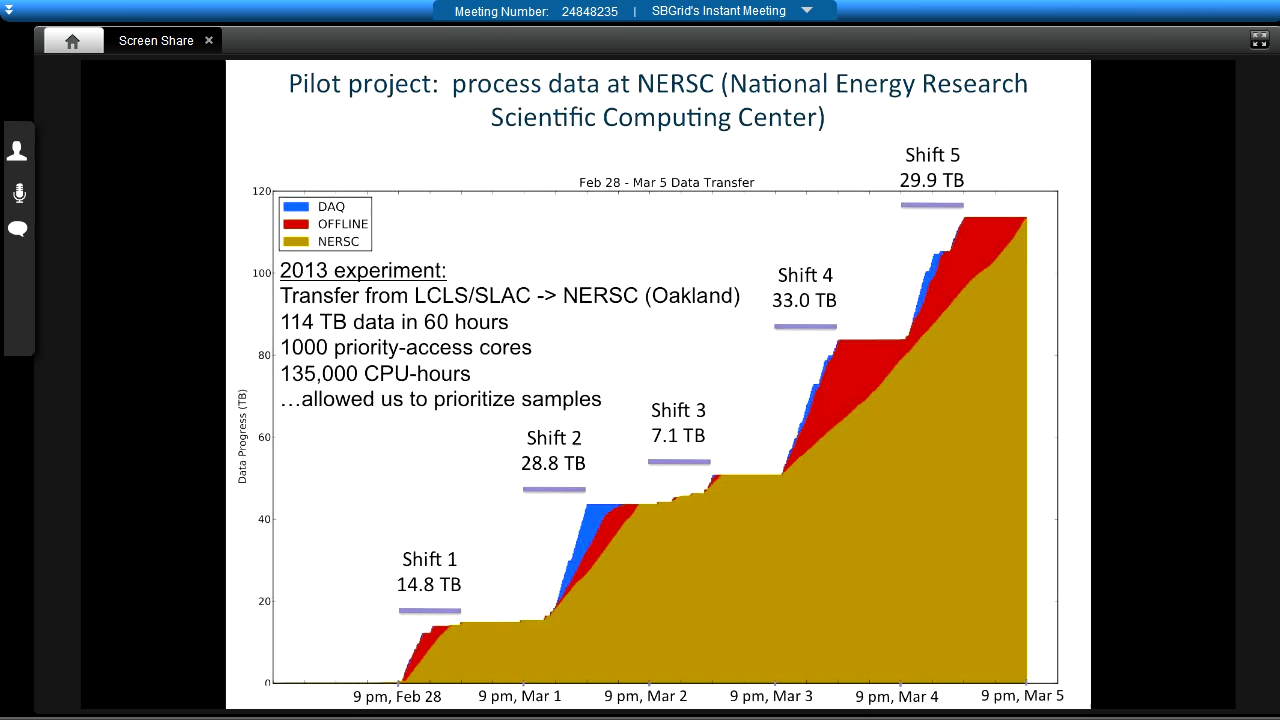 Meeting Number: 24848235 | SBGrid's Instant Meeting
Screen Share ×
Pilot project: process data at NERSC (National Energy Research
Scientific Computing Center)
Feb 28 - Mar 5 Data Transfer
DAQ
OFFLINE
NERSC
2013 experiment:
Transfer from LCLS/SLAC -> NERSC (Oakland)
114 TB data in 60 hours
1000 priority-access cores
135,000 CPU-hours
…allowed us to prioritize samples
Shift 1
14.8 TB
Shift 2
28.8 TB
Shift 3
7.1 TB
Shift 4
33.0 TB
Shift 5
29.9 TB
Data Progress (TB)
120
100
80
60
40
20
0
9 pm, Feb 28
9 pm, Mar 1
9 pm, Mar 2
9 pm, Mar 3
9 pm, Mar 4
9 pm, Mar 5